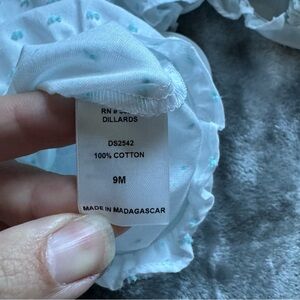 RN #
DILLARDS
DS2542
100% COTTON
9M
MADE IN MADAGASCAR